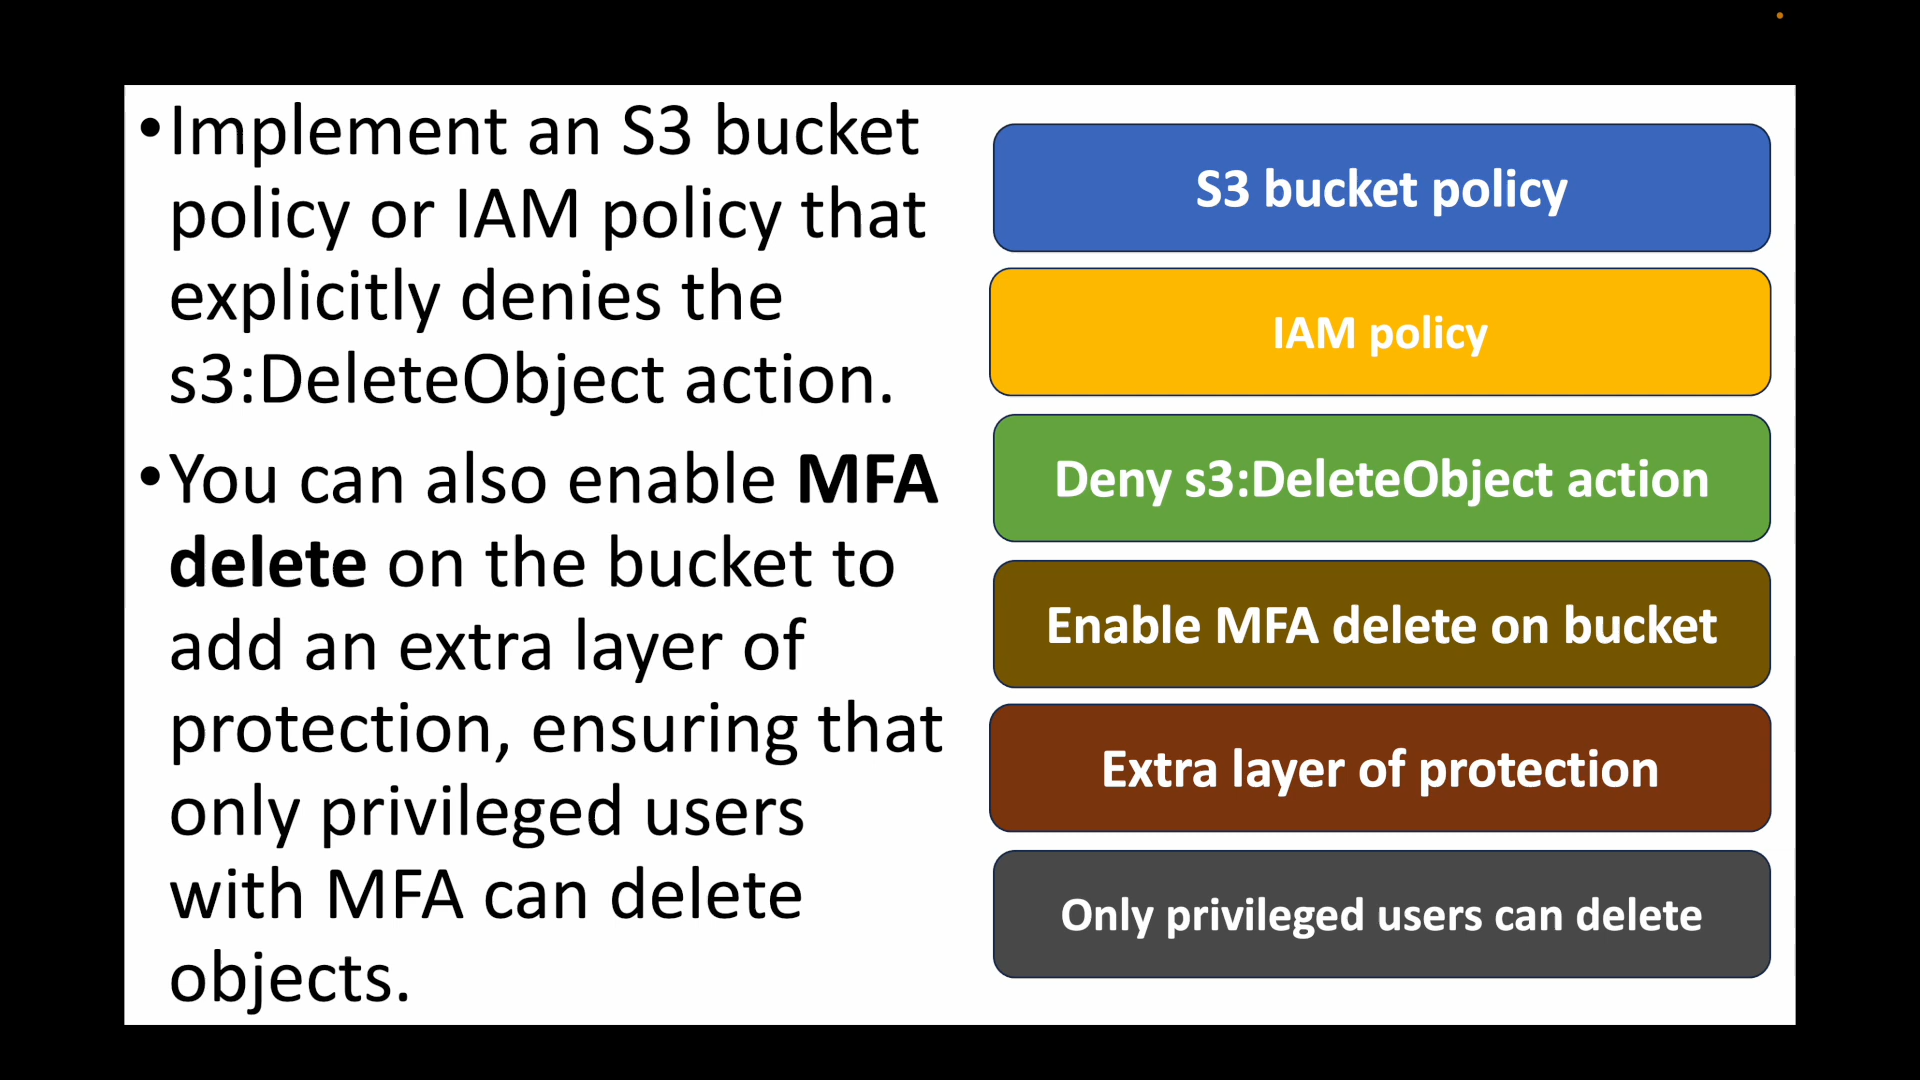 •Implement an S3 bucket
policy or IAM policy that
explicitly denies the
s3:DeleteObject action.
•You can also enable MFA
delete on the bucket to
add an extra layer of
protection, ensuring that
only privileged users
with MFA can delete
objects.
S3 bucket policy
IAM policy
Deny s3:DeleteObject action
Enable MFA delete on bucket
Extra layer of protection
Only privileged users can delete